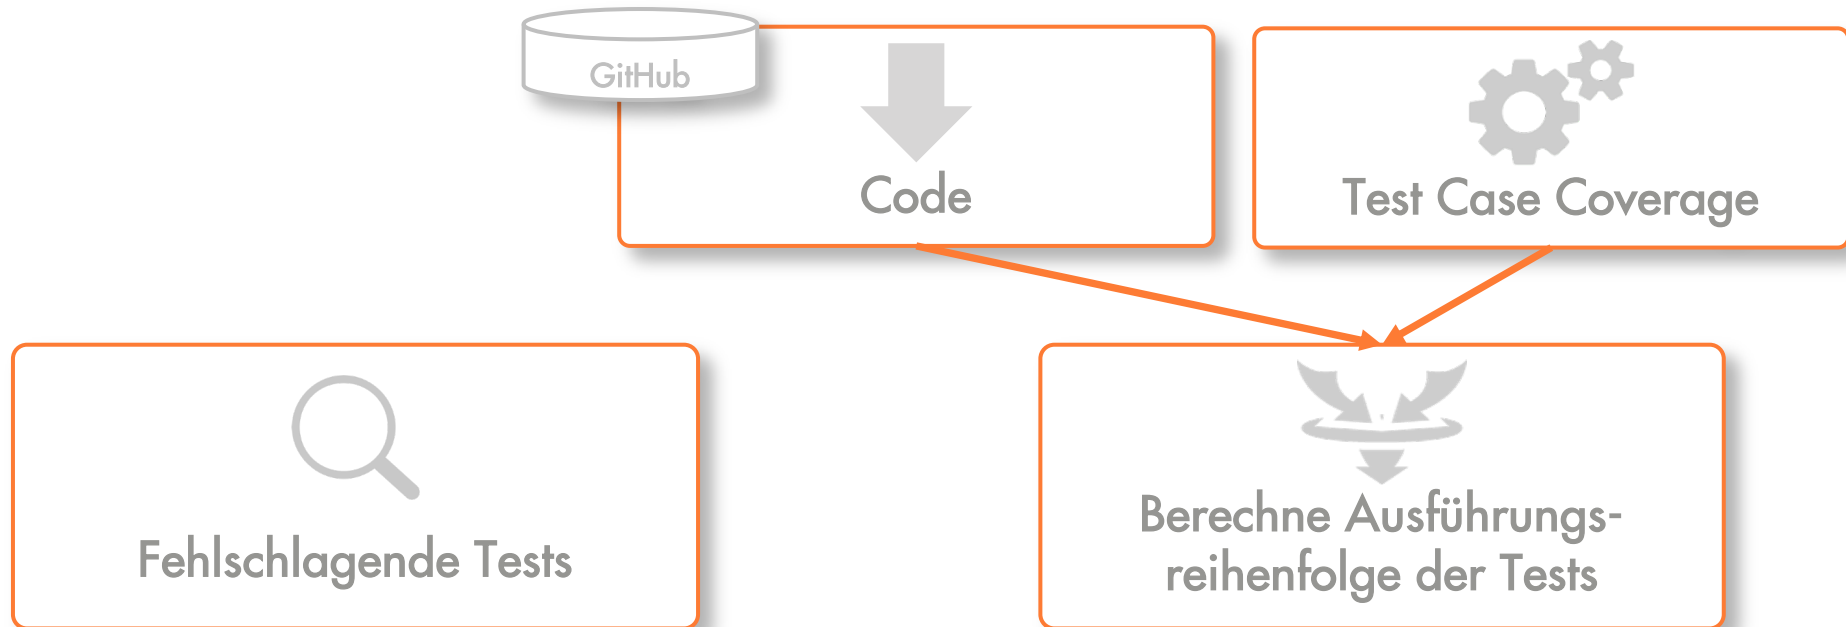 GitHub
Code
Test Case Coverage
Fehlschlagende Tests
Berechne Ausführungs-
reihenfolge der Tests